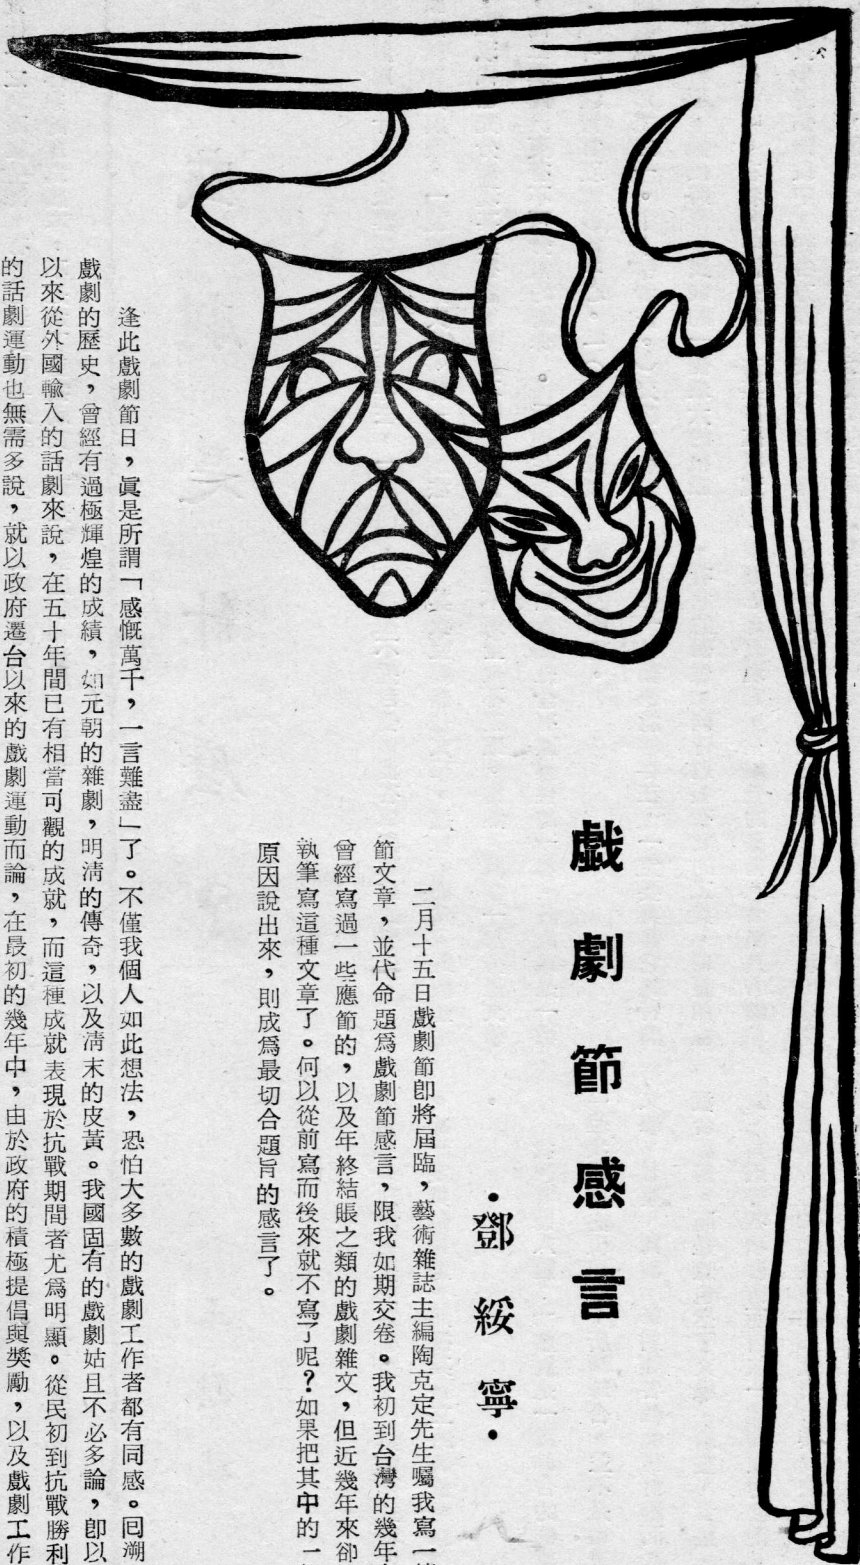 戲劇節感言
·鄧綏寧·
二月十五日戲劇節即將屆臨，藝術雜誌主編陶克定先生囑我寫一
節文章，並代命題爲戲劇節感言，限我如期交卷。我初到台灣的幾年
曾經寫過一些應節的，以及年終結賬之類的戲劇雜文，但近幾年來卻
執筆寫這種文章了。何以從前寫而後來就不寫了呢？如果把其中的一
原因說出來，則成爲最切合題旨的感言了。
逢此戲劇節日，眞是所謂「感慨萬千，一言難盡」了。不僅我個人如此想法，恐怕大多數的戲劇工作者都有同感。回溯
戲劇的歷史，曾經有過極輝煌的成績，如元朝的雜劇，明淸的傳奇，以及淸末的皮黃。我國固有的戲劇姑且不必多論，卽以
以來從外國輸入的話劇來說，在五十年間已有相當可觀的成就，而這種成就表現於抗戰期間者尤爲明顯。從民初到抗戰勝利
的話劇運動也無需多說，就以政府遷台以來的戲劇運動而論，在最初的幾年中，由於政府的積極提倡與獎勵，以及戲劇工作